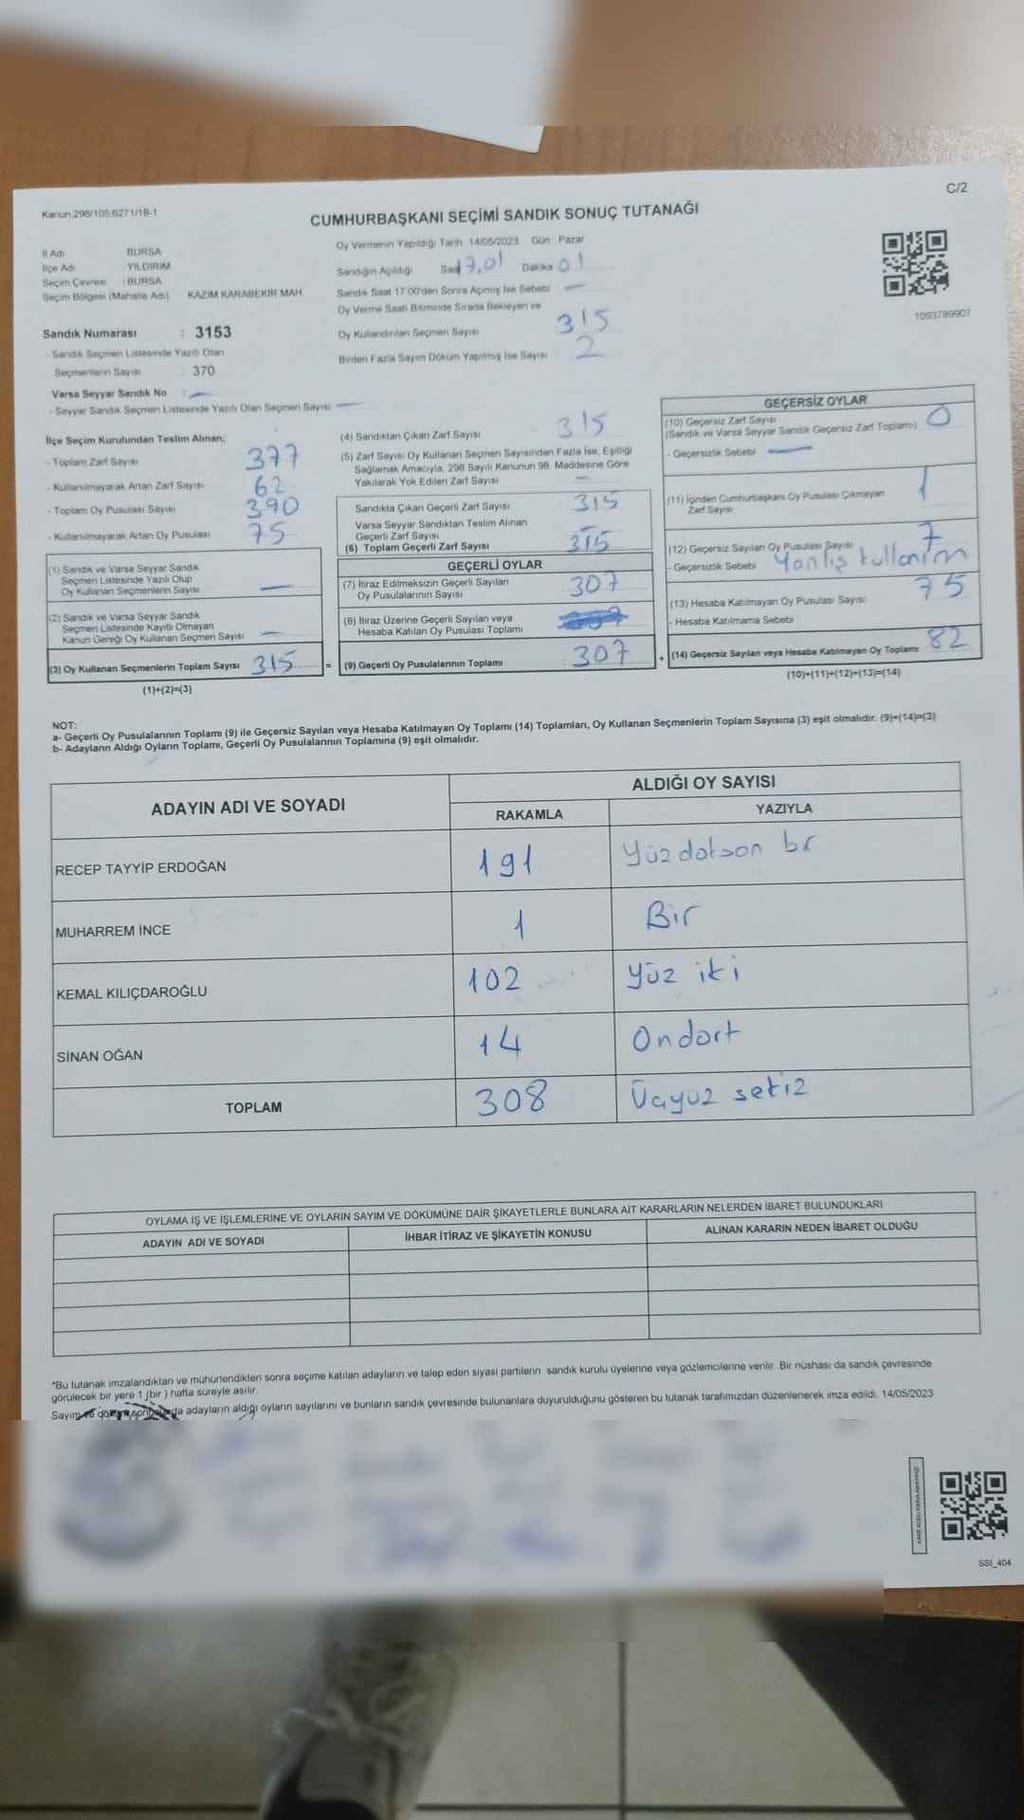 C/2
Kanun:298/105.6271/18-1
CUMHURBAŞKANI SEÇİMİ SANDIK SONUÇ TUTANAĞI
İl Adı BURSA
İlçe Adı : YILDIRIM
Seçim Çevresi : BURSA
Seçim Bölgesi (Mahalle Adı) KAZIM KARABEKİR MAH
Oy Vermenin Yapıldığı Tarih 14/05/2023 Gün : Pazar
Sandığın Açıldığı Saat 17.01 Dakika 01
Sandık Saat 17.00'den Sonra Açılmış İse Sebebi —
Oy Verme Saati Bitiminde Sırada Bekleyen ve
Oy Kullandırılan Seçmen Sayısı 315
Birden Fazla Sayım Döküm Yapılmış İse Sayısı 2
1093789907
Sandık Numarası : 3153
- Sandık Seçmen Listesinde Yazılı Olan
Seçmenlerin Sayısı : 370
Varsa Seyyar Sandık No : —
- Seyyar Sandık Seçmen Listesinde Yazılı Olan Seçmen Sayısı —
İlçe Seçim Kurulundan Teslim Alınan;
- Toplam Zarf Sayısı 377
- Kullanılmayarak Artan Zarf Sayısı 62
- Toplam Oy Pusulası Sayısı 390
- Kullanılmayarak Artan Oy Pusulası 75
(1) Sandık ve Varsa Seyyar Sandık
Seçmen Listesinde Yazılı Olup
Oy Kullanan Seçmenlerin Sayısı —
(2) Sandık ve Varsa Seyyar Sandık
Seçmen Listesinde Kayıtlı Olmayan
Kanun Gereği Oy Kullanan Seçmen Sayısı —
(3) Oy Kullanan Seçmenlerin Toplam Sayısı 315
(1)+(2)=(3)
(4) Sandıktan Çıkan Zarf Sayısı 315
(5) Zarf Sayısı Oy Kullanan Seçmen Sayısından Fazla İse, Eşitliği
Sağlamak Amacıyla, 298 Sayılı Kanunun 98. Maddesine Göre
Yakılarak Yok Edilen Zarf Sayısı —
Sandıkta Çıkan Geçerli Zarf Sayısı 315
Varsa Seyyar Sandıktan Teslim Alınan
Geçerli Zarf Sayısı
(6) Toplam Geçerli Zarf Sayısı 315
GEÇERLİ OYLAR
(7) İtiraz Edilmeksizin Geçerli Sayılan
Oy Pusulalarının Sayısı 307
(8) İtiraz Üzerine Geçerli Sayılan veya
Hesaba Katılan Oy Pusulası Toplamı
= (9) Geçerli Oy Pusulalarının Toplamı : 307
GEÇERSİZ OYLAR
(10) Geçersiz Zarf Sayısı
(Sandık ve Varsa Seyyar Sandık Geçersiz Zarf Toplamı) 0
- Geçersizlik Sebebi —
(11) İçinden Cumhurbaşkanı Oy Pusulası Çıkmayan
Zarf Sayısı 1
(12) Geçersiz Sayılan Oy Pusulası Sayısı 7
- Geçersizlik Sebebi Yanlış kullanım
(13) Hesaba Katılmayan Oy Pusulası Sayısı 75
- Hesaba Katılmama Sebebi
+ (14) Geçersiz Sayılan veya Hesaba Katılmayan Oy Toplamı 82
(10)+(11)+(12)+(13)=(14)
NOT:
a- Geçerli Oy Pusulalarının Toplamı (9) ile Geçersiz Sayılan veya Hesaba Katılmayan Oy Toplamı (14) Toplamları, Oy Kullanan Seçmenlerin Toplam Sayısına (3) eşit olmalıdır. (9)+(14)=(3)
b- Adayların Aldığı Oyların Toplamı, Geçerli Oy Pusulalarının Toplamına (9) eşit olmalıdır.
ADAYIN ADI VE SOYADI
ALDIĞI OY SAYISI
RAKAMLA YAZIYLA
RECEP TAYYİP ERDOĞAN 191 Yüzdoksan bir
MUHARREM İNCE 1 Bir
KEMAL KILIÇDAROĞLU 102 Yüz iki
SİNAN OĞAN 14 Ondört
TOPLAM 308 Üçyüz sekiz
OYLAMA İŞ VE İŞLEMLERİNE VE OYLARIN SAYIM VE DÖKÜMÜNE DAİR ŞİKAYETLERLE BUNLARA AİT KARARLARIN NELERDEN İBARET BULUNDUKLARI
ADAYIN ADI VE SOYADI İHBAR İTİRAZ VE ŞİKAYETİN KONUSU ALINAN KARARIN NEDEN İBARET OLDUĞU
*Bu tutanak imzalandıktan ve mühürlendikten sonra seçime katılan adayların ve talep eden siyasi partilerin sandık kurulu üyelerine veya gözlemcilerine verilir. Bir nüshası da sandık çevresinde
görülecek bir yere 1 (bir) hafta süreyle asılır.
Sayım ve döküm sonucunda adayların aldığı oyların sayılarını ve bunların sandık çevresinde bulunanlara duyurulduğunu gösteren bu tutanak tarafımızdan düzenlenerek imza edildi. 14/05/2023
SSI_404